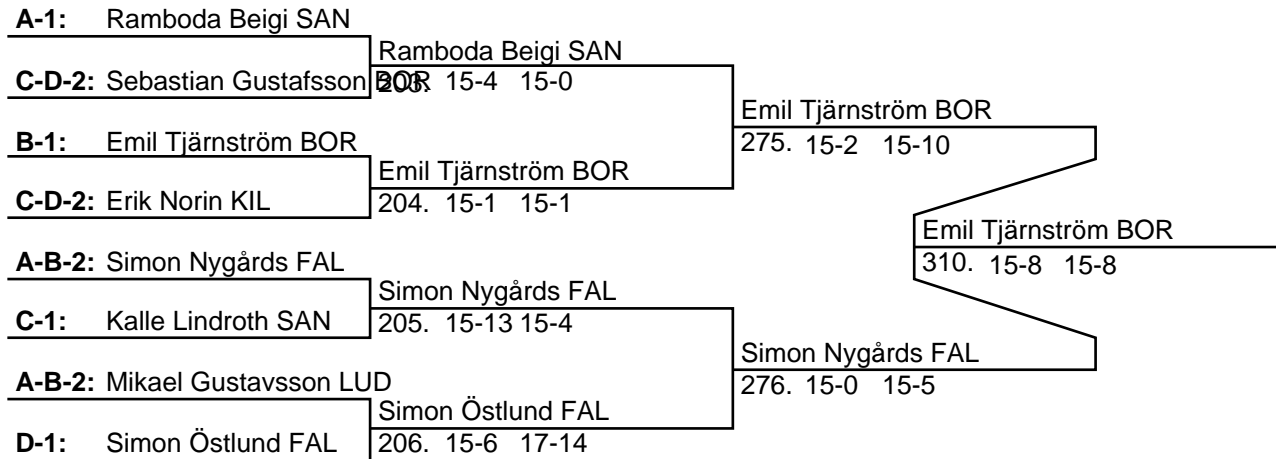 A-1: Ramboda Beigi SAN
Ramboda Beigi SAN
C-D-2: Sebastian Gustafsson BOR
203. 15-4 15-0
Emil Tjärnström BOR
275. 15-2 15-10
B-1: Emil Tjärnström BOR
Emil Tjärnström BOR
C-D-2: Erik Norin KIL
204. 15-1 15-1
Emil Tjärnström BOR
310. 15-8 15-8
A-B-2: Simon Nygårds FAL
Simon Nygårds FAL
C-1: Kalle Lindroth SAN
205. 15-13 15-4
Simon Nygårds FAL
276. 15-0 15-5
A-B-2: Mikael Gustavsson LUD
Simon Östlund FAL
D-1: Simon Östlund FAL
206. 15-6 17-14